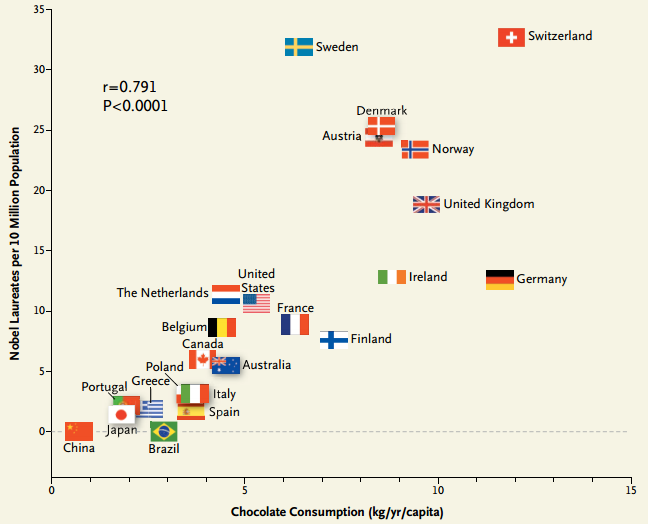 35
30
25
20
15
10
5
0
Nobel Laureates per 10 Million Population
r=0.791
P<0.0001
Sweden
Switzerland
Denmark
Austria
Norway
United Kingdom
Ireland
Germany
United
States
The Netherlands
France
Belgium
Finland
Canada
Australia
Poland
Portugal
Greece
Italy
Spain
Japan
China
Brazil
0
5
10
15
Chocolate Consumption (kg/yr/capita)